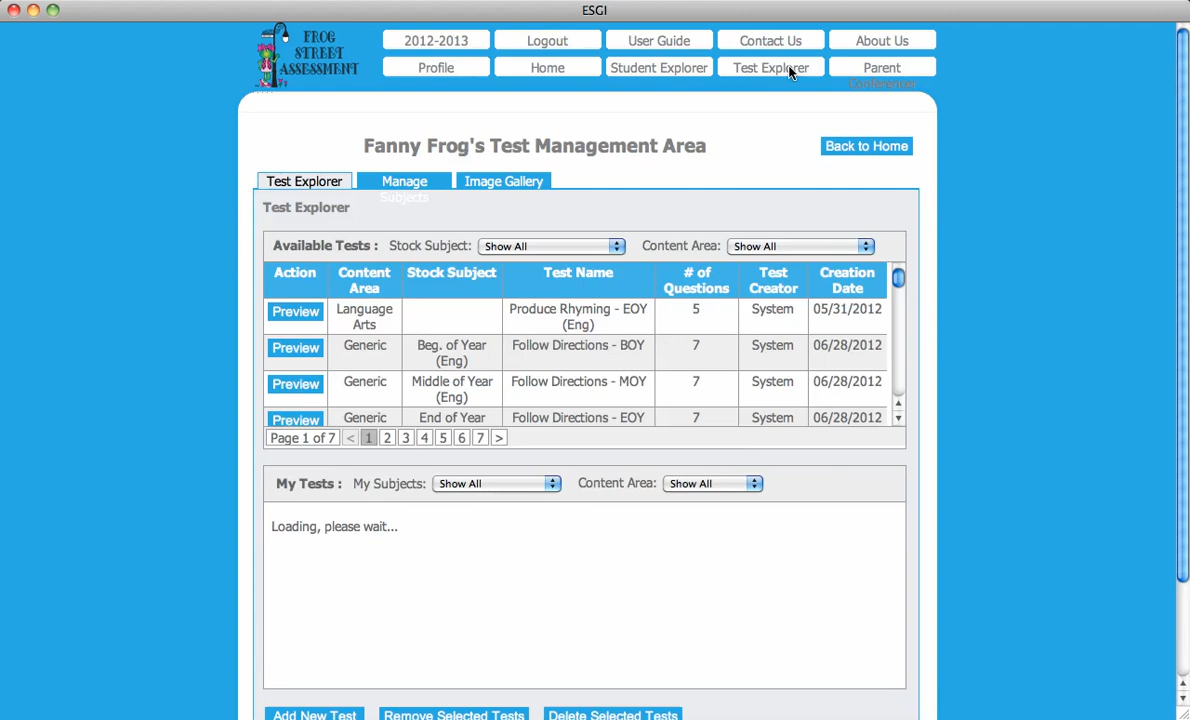 ESGI
FROG
STREET
ASSESSMENT
2012-2013 Logout User Guide Contact Us About Us
Profile Home Student Explorer Test Explorer Parent
Conferencer
Fanny Frog's Test Management Area
Back to Home
Test Explorer Manage Image Gallery
Subjects
Test Explorer
Available Tests : Stock Subject: Show All Content Area: Show All
Action Content Stock Subject Test Name # of Test Creation
Area Questions Creator Date
Preview Language Produce Rhyming - EOY 5 System 05/31/2012
Arts (Eng)
Preview Generic Beg. of Year Follow Directions - BOY 7 System 06/28/2012
(Eng)
Preview Generic Middle of Year Follow Directions - MOY 7 System 06/28/2012
(Eng)
Preview Generic End of Year Follow Directions - EOY 7 System 06/28/2012
Page 1 of 7 < 1 2 3 4 5 6 7 >
My Tests : My Subjects: Show All Content Area: Show All
Loading, please wait...
Add New Test Remove Selected Tests Delete Selected Tests